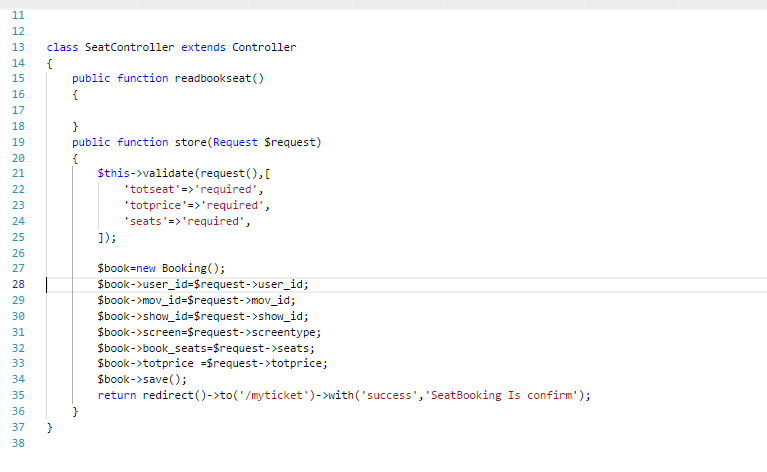 11
12
13 class SeatController extends Controller
14 {
15 public function readbookseat()
16 {
17
18 }
19 public function store(Request $request)
20 {
21 $this->validate(request(),[
22 'totseat'=>'required',
23 'totprice'=>'required',
24 'seats'=>'required',
25 ]);
26
27 $book=new Booking();
28 $book->user_id=$request->user_id;
29 $book->mov_id=$request->mov_id;
30 $book->show_id=$request->show_id;
31 $book->screen=$request->screentype;
32 $book->book_seats=$request->seats;
33 $book->totprice =$request->totprice;
34 $book->save();
35 return redirect()->to('/myticket')->with('success','SeatBooking Is confirm');
36 }
37 }
38